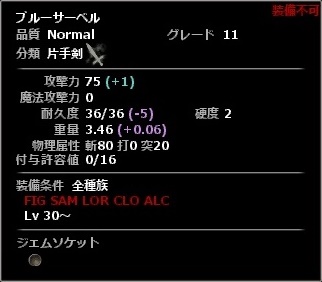 装備不可
ブルーサーベル
品質 Normal グレード 11
分類 片手剣
攻撃力 75 (+1)
魔法攻撃力 0
耐久度 36/36 (-5) 硬度 2
重量 3.46 (+0.06)
物理属性 斬80 打0 突20
付与許容値 0/16
装備条件 全種族
FIG SAM LOR CLO ALC
Lv 30～
ジェムソケット